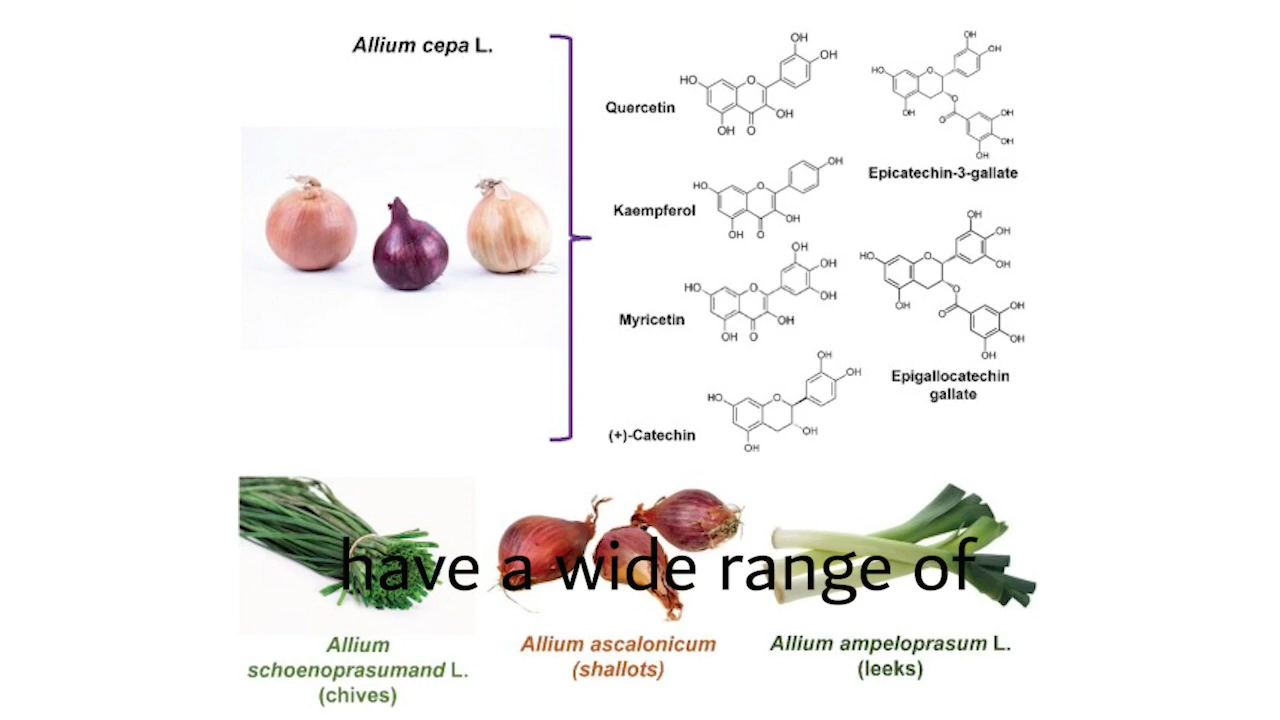 Allium cepa L.
OH
OH
HO
O
Quercetin
OH
OH
O
OH
OH
HO
O
OH
O
O
OH
OH
OH
Epicatechin-3-gallate
OH
HO
O
Kaempferol
OH
OH
O
OH
OH
HO
O
OH
OH
O
O
OH
OH
OH
Epigallocatechin
gallate
OH
OH
HO
O
OH
Myricetin
OH
OH
O
OH
OH
HO
O
(+)-Catechin
OH
OH
have a wide range of
Allium
schoenoprasumand L.
(chives)
Allium ascalonicum
(shallots)
Allium ampeloprasum L.
(leeks)